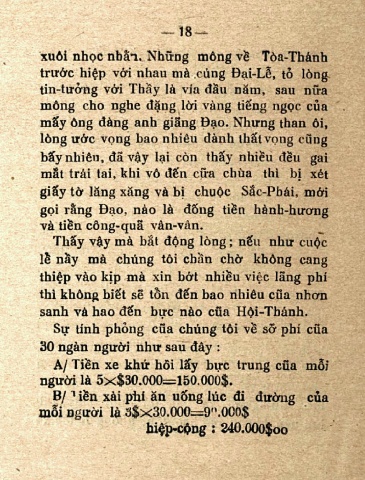 — 18 —
xuôi nhọc nhằn. Những mông về Tòa-Thánh
trước hiệp với nhau mà cúng Đại-Lễ, tỏ lòng
tin-tưởng với Thầy là vía đầu năm, sau nữa
mông cho nghe đặng lời vàng tiếng ngọc của
mấy ông đàng anh giảng Đạo. Nhưng than ôi,
lòng ước vọng bao nhiêu dành thất vọng cũng
bấy nhiêu, đã vậy lại còn thấy nhiều đều gai
mắt trái tai, khi vô đến cửa chùa thì bị xét
giấy tờ lăng xăng và bị chuộc Sắc-Phái, mới
gọi rằng Đạo, nào là đống tiền hành-hương
và tiền công-quả vân-vân.
Thấy vậy mà bắt động lòng; nếu như cuộc
lễ nầy mà chúng tôi chần chờ không cang
thiệp vào kịp mà xin bớt nhiều việc lãng phí
thì không biết sẽ tổn đến bao nhiêu của nhơn
sanh và hao đến bực nào của Hội-Thánh.
Sự tính phỏng của chúng tôi về sở phí của
30 ngàn người như sau đây :
A/ Tiền xe khứ hồi lấy bực trung của mỗi
người là 5×$30.000=150.000$.
B/ Tiền xài phí ăn uống lúc đi đường của
mỗi người là 3$×30.000=90.000$
hiệp-cộng : 240.000$oo